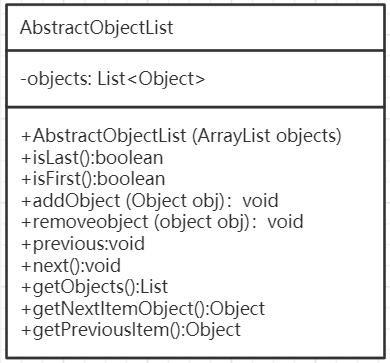 AbstractObjectList
-objects: List<Object>
+AbstractObjectList (ArrayList objects)
+isLast():boolean
+isFirst():boolean
+addObject (Object obj)：void
+removeobject (object obj)：void
+previous:void
+next():void
+getObjects():List
+getNextItemObject():Object
+getPreviousItem():Object